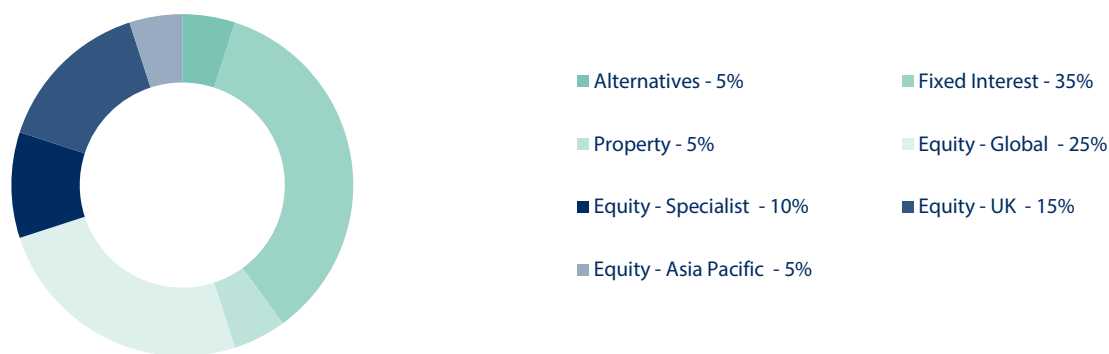 Alternatives - 5%
Fixed Interest - 35%
Property - 5%
Equity - Global - 25%
Equity - Specialist - 10%
Equity - UK - 15%
Equity - Asia Pacific - 5%